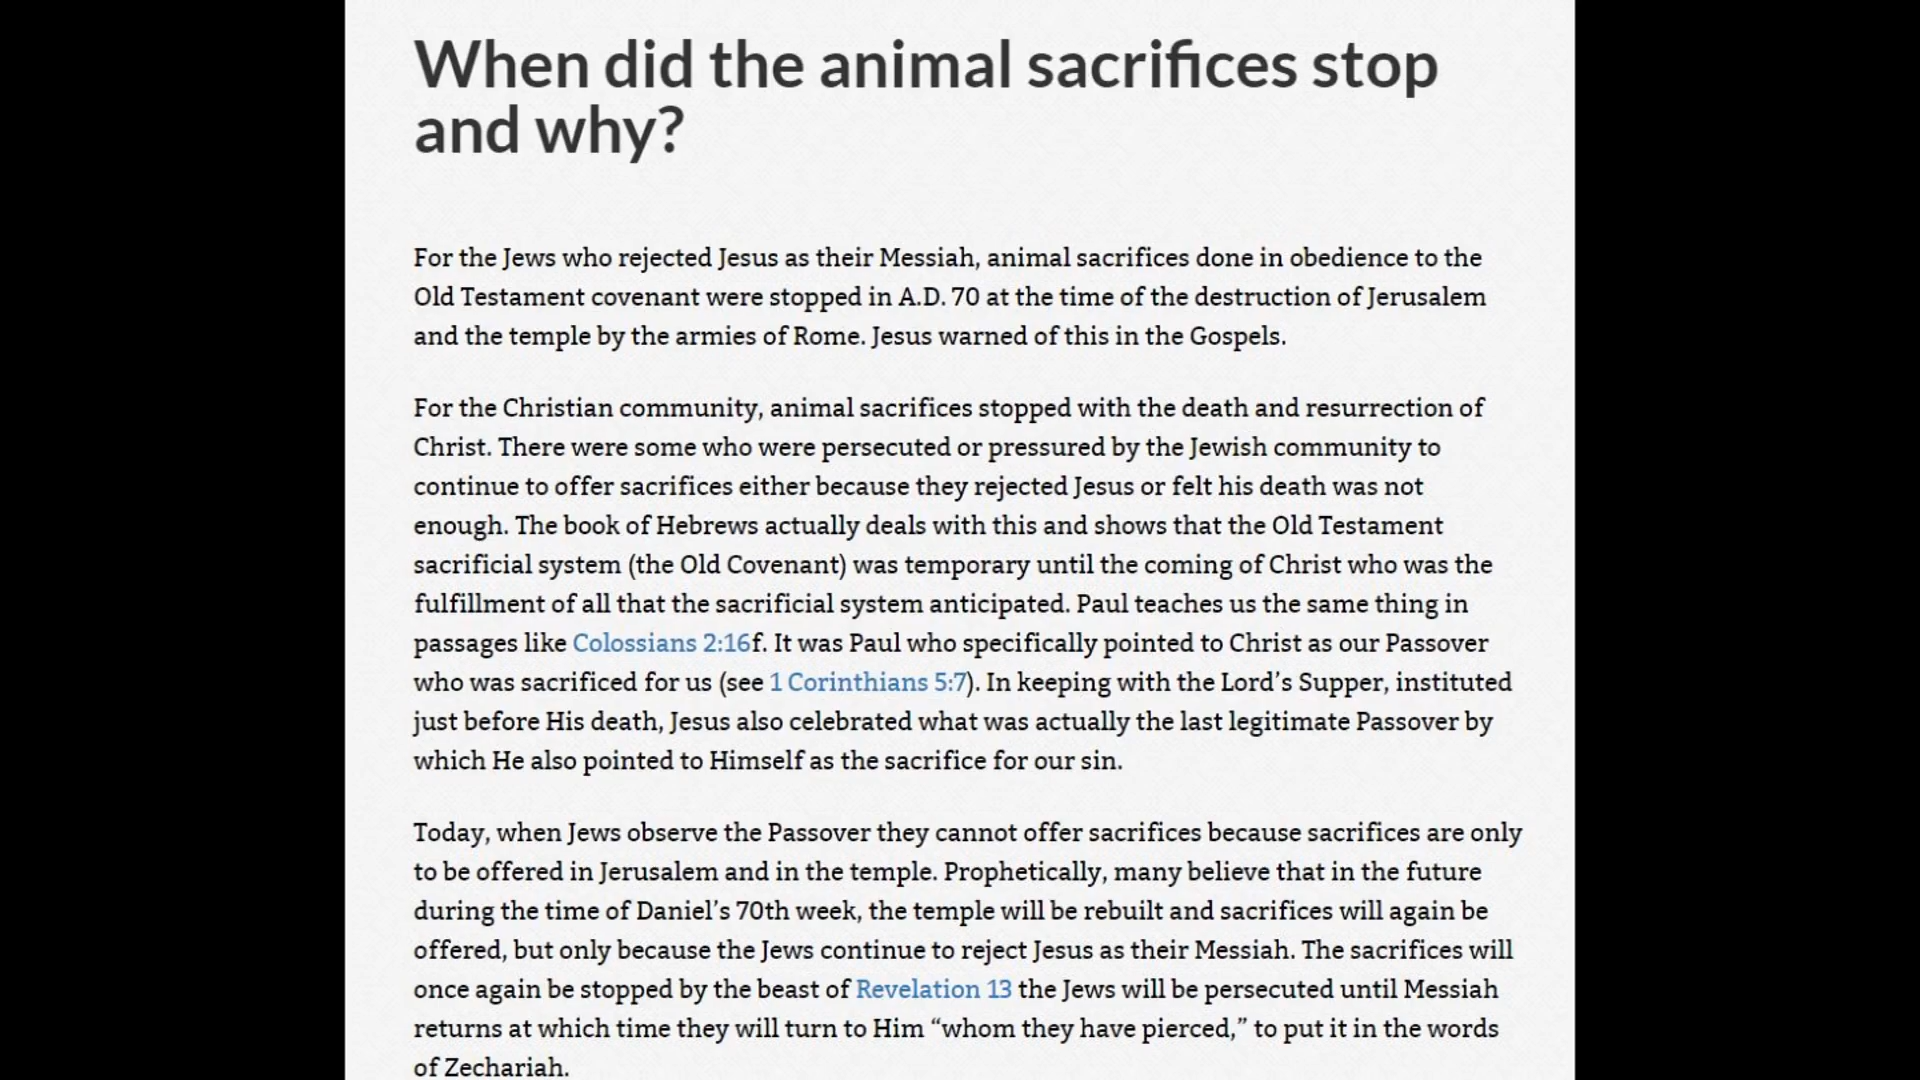 When did the animal sacrifices stop
and why?
For the Jews who rejected Jesus as their Messiah, animal sacrifices done in obedience to the
Old Testament covenant were stopped in A.D. 70 at the time of the destruction of Jerusalem
and the temple by the armies of Rome. Jesus warned of this in the Gospels.
For the Christian community, animal sacrifices stopped with the death and resurrection of
Christ. There were some who were persecuted or pressured by the Jewish community to
continue to offer sacrifices either because they rejected Jesus or felt his death was not
enough. The book of Hebrews actually deals with this and shows that the Old Testament
sacrificial system (the Old Covenant) was temporary until the coming of Christ who was the
fulfillment of all that the sacrificial system anticipated. Paul teaches us the same thing in
passages like Colossians 2:16f. It was Paul who specifically pointed to Christ as our Passover
who was sacrificed for us (see 1 Corinthians 5:7). In keeping with the Lord’s Supper, instituted
just before His death, Jesus also celebrated what was actually the last legitimate Passover by
which He also pointed to Himself as the sacrifice for our sin.
Today, when Jews observe the Passover they cannot offer sacrifices because sacrifices are only
to be offered in Jerusalem and in the temple. Prophetically, many believe that in the future
during the time of Daniel’s 70th week, the temple will be rebuilt and sacrifices will again be
offered, but only because the Jews continue to reject Jesus as their Messiah. The sacrifices will
once again be stopped by the beast of Revelation 13 the Jews will be persecuted until Messiah
returns at which time they will turn to Him “whom they have pierced,” to put it in the words
of Zechariah.